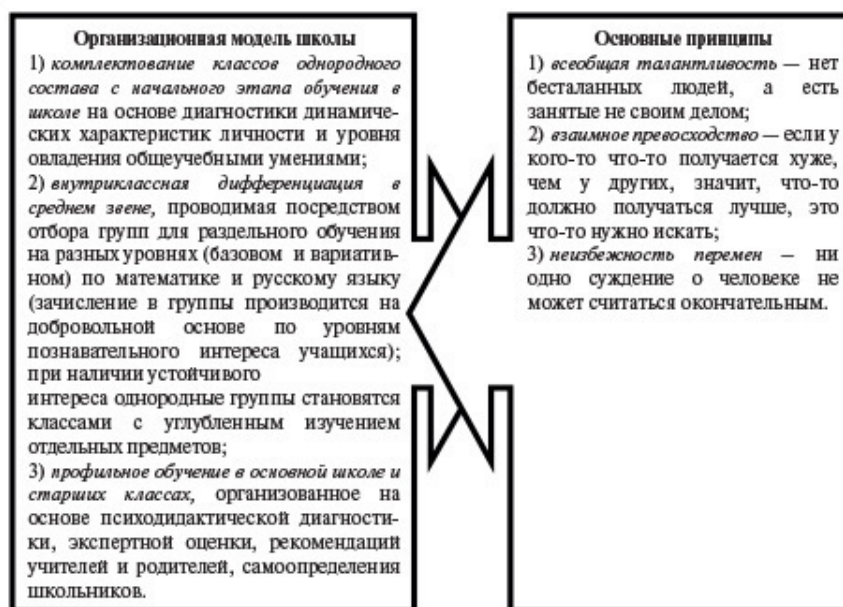 Организационная модель школы
1) комплектование классов однородного
состава с начального этапа обучения в
школе на основе диагностики динамиче-
ских характеристик личности и уровня
овладения общеучебными умениями;
2) внутриклассная дифференциация в
среднем звене, проводимая посредством
отбора групп для раздельного обучения
на разных уровнях (базовом и вариатив-
ном) по математике и русскому языку
(зачисление в группы производится на
добровольной основе по уровням
познавательного интереса учащихся);
при наличии устойчивого
интереса однородные группы становятся
классами с углубленным изучением
отдельных предметов;
3) профильное обучение в основной школе и
старших классах, организованное на
основе психодидактической диагности-
ки, экспертной оценки, рекомендаций
учителей и родителей, самоопределения
школьников.
Основные принципы
1) всеобщая талантливость — нет
бесталанных людей, а есть
занятые не своим делом;
2) взаимное превосходство — если у
кого-то что-то получается хуже,
чем у других, значит, что-то
должно получаться лучше, это
что-то нужно искать;
3) неизбежность перемен — ни
одно суждение о человеке не
может считаться окончательным.